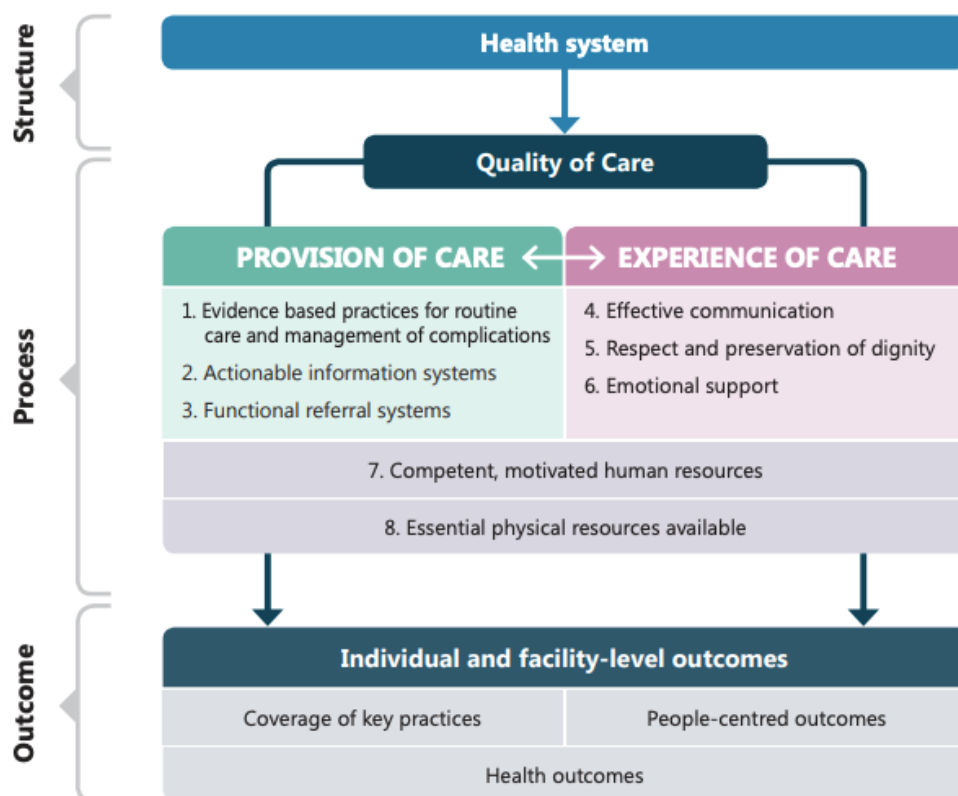 Structure
Health system
Process
Quality of Care
PROVISION OF CARE
EXPERIENCE OF CARE
1. Evidence based practices for routine
care and management of complications
2. Actionable information systems
3. Functional referral systems
4. Effective communication
5. Respect and preservation of dignity
6. Emotional support
7. Competent, motivated human resources
8. Essential physical resources available
Outcome
Individual and facility-level outcomes
Coverage of key practices
People-centred outcomes
Health outcomes